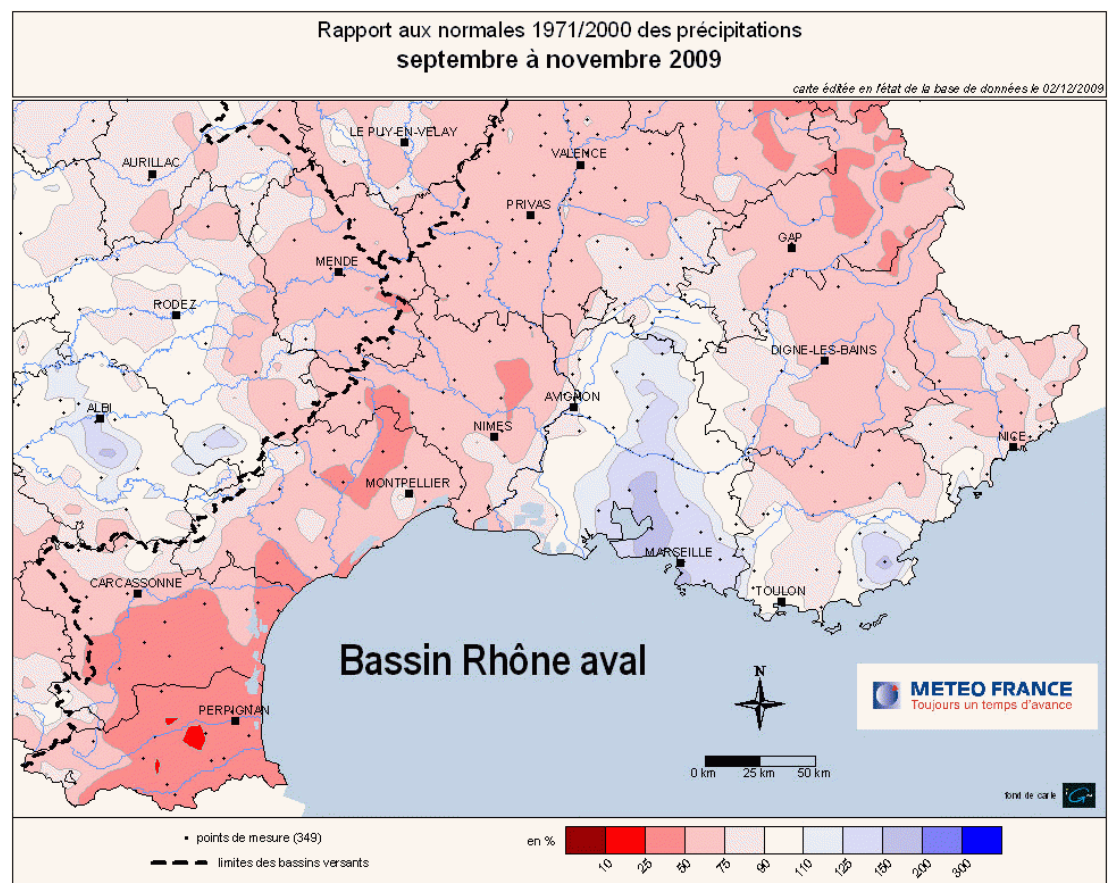 Rapport aux normales 1971/2000 des précipitations
septembre à novembre 2009
carte éditée en l'état de la base de données le 02/12/2009
LE PUY-EN-VELAY
AURILLAC
VALENCE
PRIVAS
GAP
MENDE
RODEZ
DIGNE-LES-BAINS
ALBI
AVIGNON
NIMES
NICE
MONTPELLIER
MARSEILLE
CARCASSONNE
TOULON
Bassin Rhône aval
N
METEO FRANCE
Toujours un temps d'avance
PERPIGNAN
0 km 25 km 50 km
fond de carte
points de mesure (349)
limites des bassins versants
en %
10 25 50 75 90 110 125 150 200 300